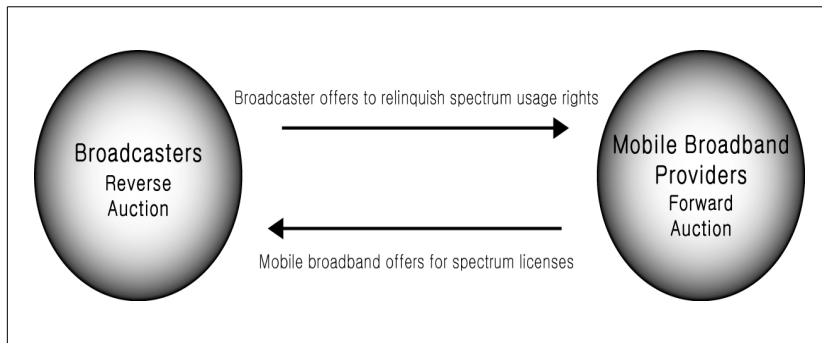 Broadcasters
Reverse
Auction
Broadcaster offers to relinquish spectrum usage rights
Mobile broadband offers for spectrum licenses
Mobile Broadband
Providers
Forward
Auction